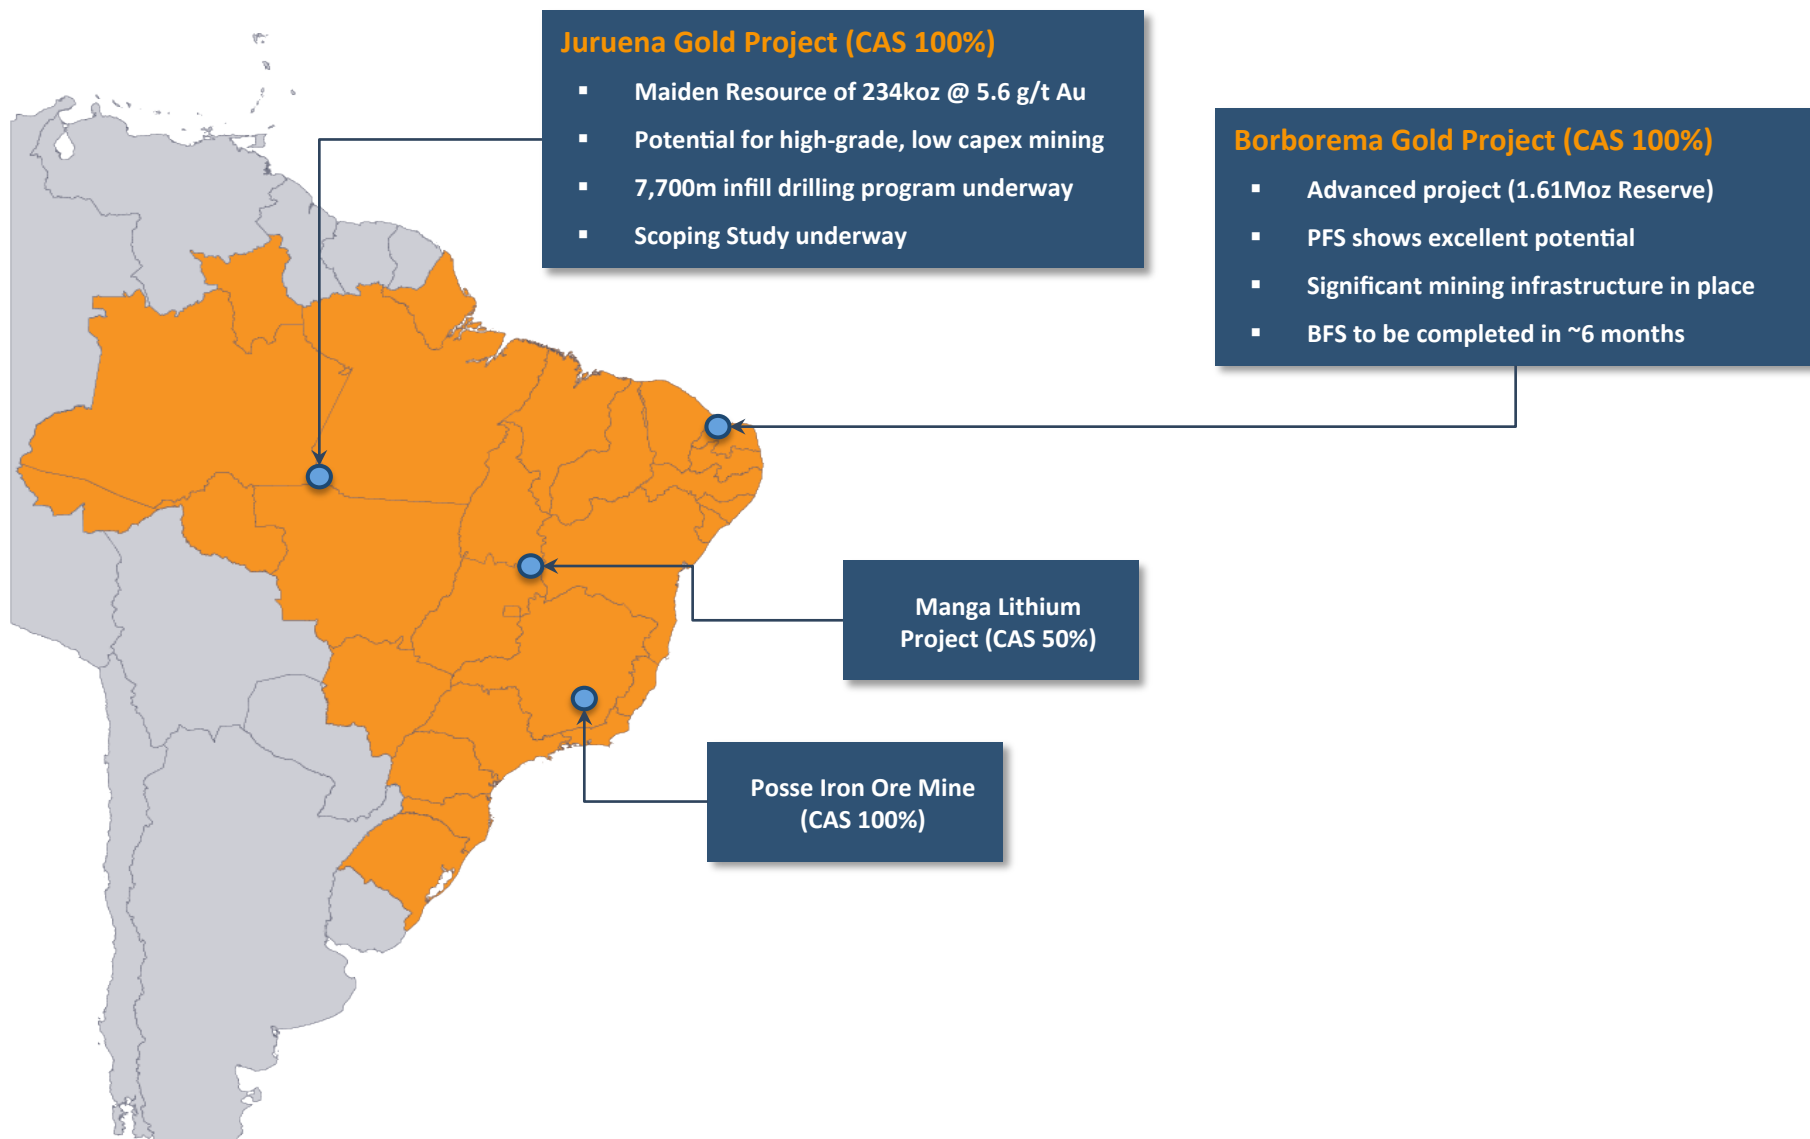 Juruena Gold Project (CAS 100%)
▪ Maiden Resource of 234koz @ 5.6 g/t Au
▪ Potential for high-grade, low capex mining
▪ 7,700m infill drilling program underway
▪ Scoping Study underway
Borborema Gold Project (CAS 100%)
▪ Advanced project (1.61Moz Reserve)
▪ PFS shows excellent potential
▪ Significant mining infrastructure in place
▪ BFS to be completed in ~6 months
Manga Lithium
Project (CAS 50%)
Posse Iron Ore Mine
(CAS 100%)